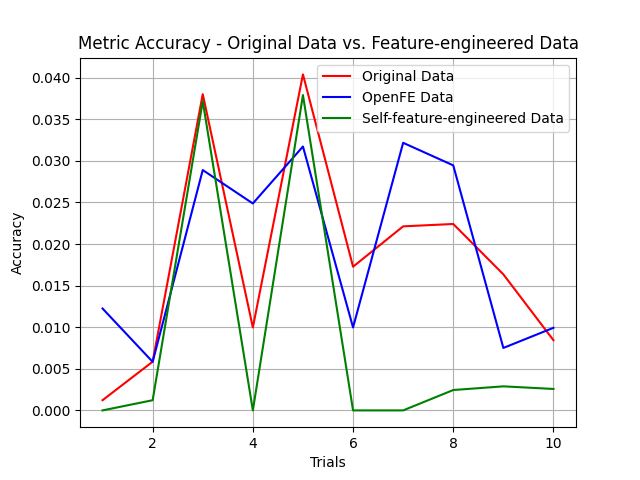 Metric Accuracy - Original Data vs. Feature-engineered Data
Original Data
OpenFE Data
Self-feature-engineered Data
0.040
0.035
0.030
0.025
0.020
0.015
0.010
0.005
0.000
Accuracy
2
4
6
8
10
Trials